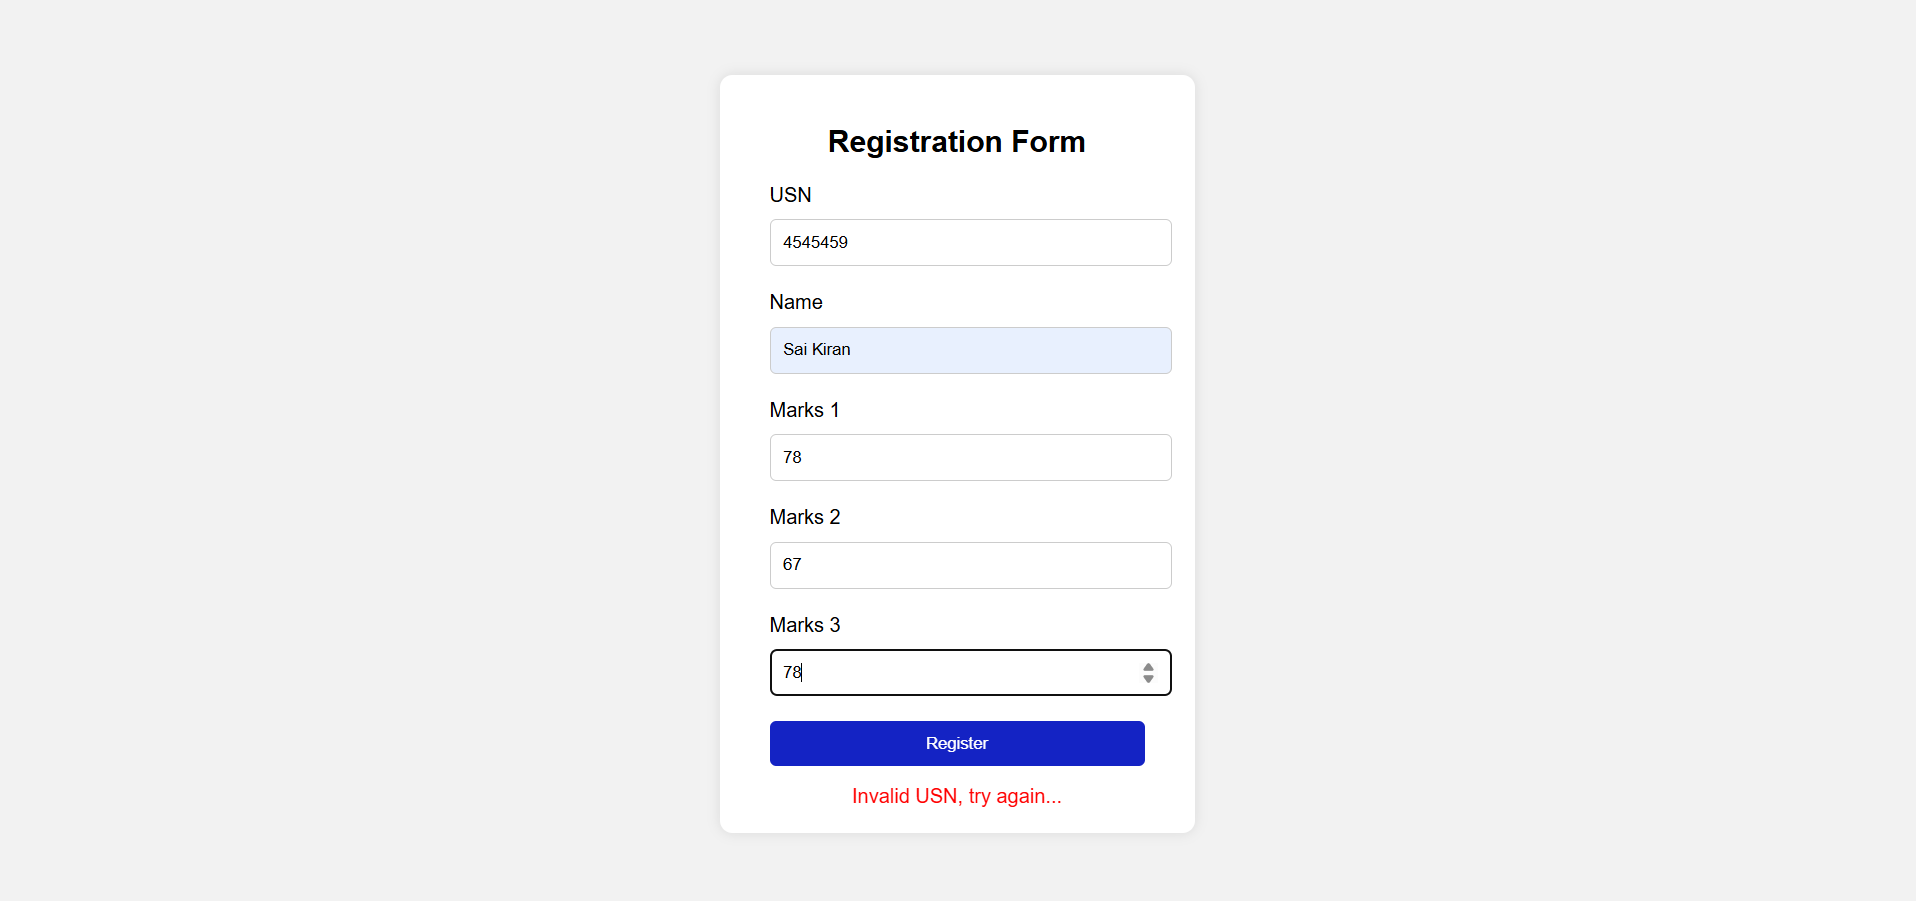 Registration Form
USN
4545459
Name
Sai Kiran
Marks 1
78
Marks 2
67
Marks 3
78
Register
Invalid USN, try again...